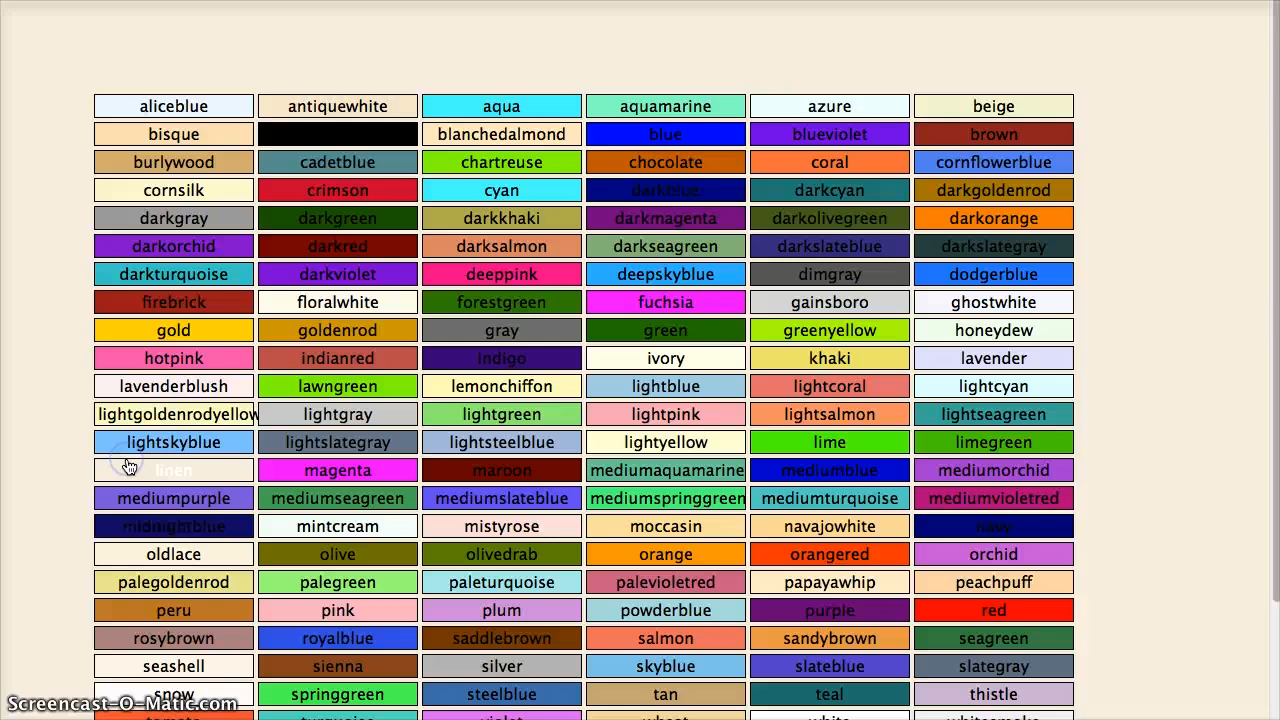 aliceblue antiquewhite aqua aquamarine azure beige
bisque blanchedalmond blue blueviolet brown
burlywood cadetblue chartreuse chocolate coral cornflowerblue
cornsilk crimson cyan darkblue darkcyan darkgoldenrod
darkgray darkgreen darkkhaki darkmagenta darkolivegreen darkorange
darkorchid darkred darksalmon darkseagreen darkslateblue darkslategray
darkturquoise darkviolet deeppink deepskyblue dimgray dodgerblue
firebrick floralwhite forestgreen fuchsia gainsboro ghostwhite
gold goldenrod gray green greenyellow honeydew
hotpink indianred indigo ivory khaki lavender
lavenderblush lawngreen lemonchiffon lightblue lightcoral lightcyan
lightgoldenrodyellow lightgray lightgreen lightpink lightsalmon lightseagreen
lightskyblue lightslategray lightsteelblue lightyellow lime limegreen
linen magenta maroon mediumaquamarine mediumblue mediumorchid
mediumpurple mediumseagreen mediumslateblue mediumspringgreen mediumturquoise mediumvioletred
midnightblue mintcream mistyrose moccasin navajowhite navy
oldlace olive olivedrab orange orangered orchid
palegoldenrod palegreen paleturquoise palevioletred papayawhip peachpuff
peru pink plum powderblue purple red
rosybrown royalblue saddlebrown salmon sandybrown seagreen
seashell sienna silver skyblue slateblue slategray
snow springgreen steelblue tan teal thistle
Screencast-O-Matic.com
tomato turquoise violet wheat white whitesmoke